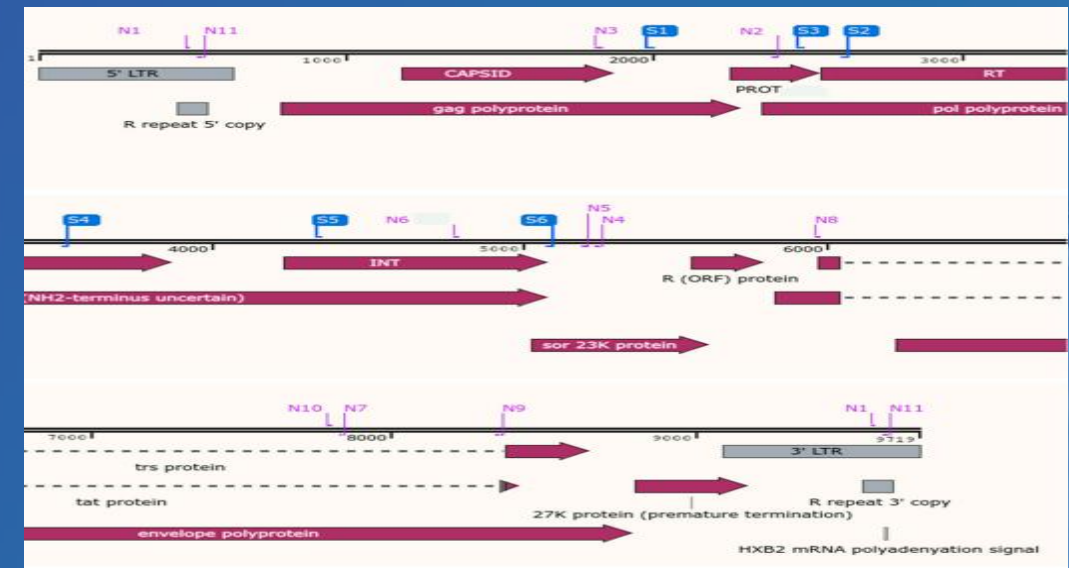 N1 N11 N3 S1 N2 S3 S2
1 1000 2000 3000
5' LTR CAPSID RT
PROT
gag polyprotein pol polyprotein
R repeat 5' copy
S4 S5 N6 S6 N5 N4 N8
4000 5000 6000
INT
R (ORF) protein
(NH2-terminus uncertain)
sor 23K protein
N10 N7 N9 N1 N11
7000 8000 9000 9719
3' LTR
trs protein
tat protein R repeat 3' copy
27K protein (premature termination)
envelope polyprotein
HXB2 mRNA polyadenyation signal